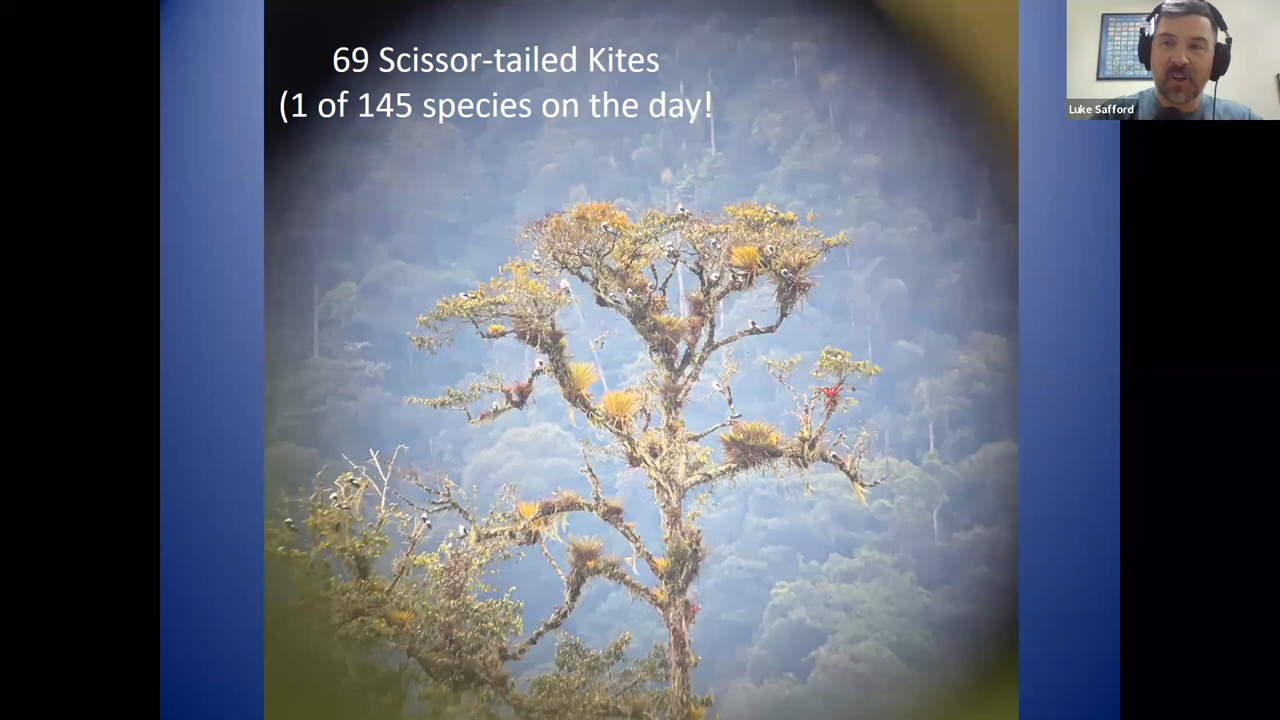 69 Scissor-tailed Kites
(1 of 145 species on the day!
Luke Safford